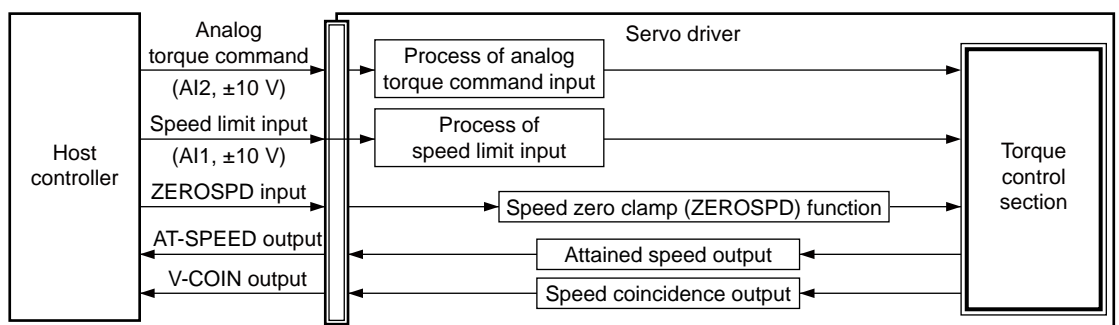 Servo driver
Analog
torque command
(AI2, ±10 V)
Process of analog
torque command input
Speed limit input
(AI1, ±10 V)
Process of
speed limit input
Host
controller
Torque
control
section
ZEROSPD input
Speed zero clamp (ZEROSPD) function
AT-SPEED output
Attained speed output
V-COIN output
Speed coincidence output